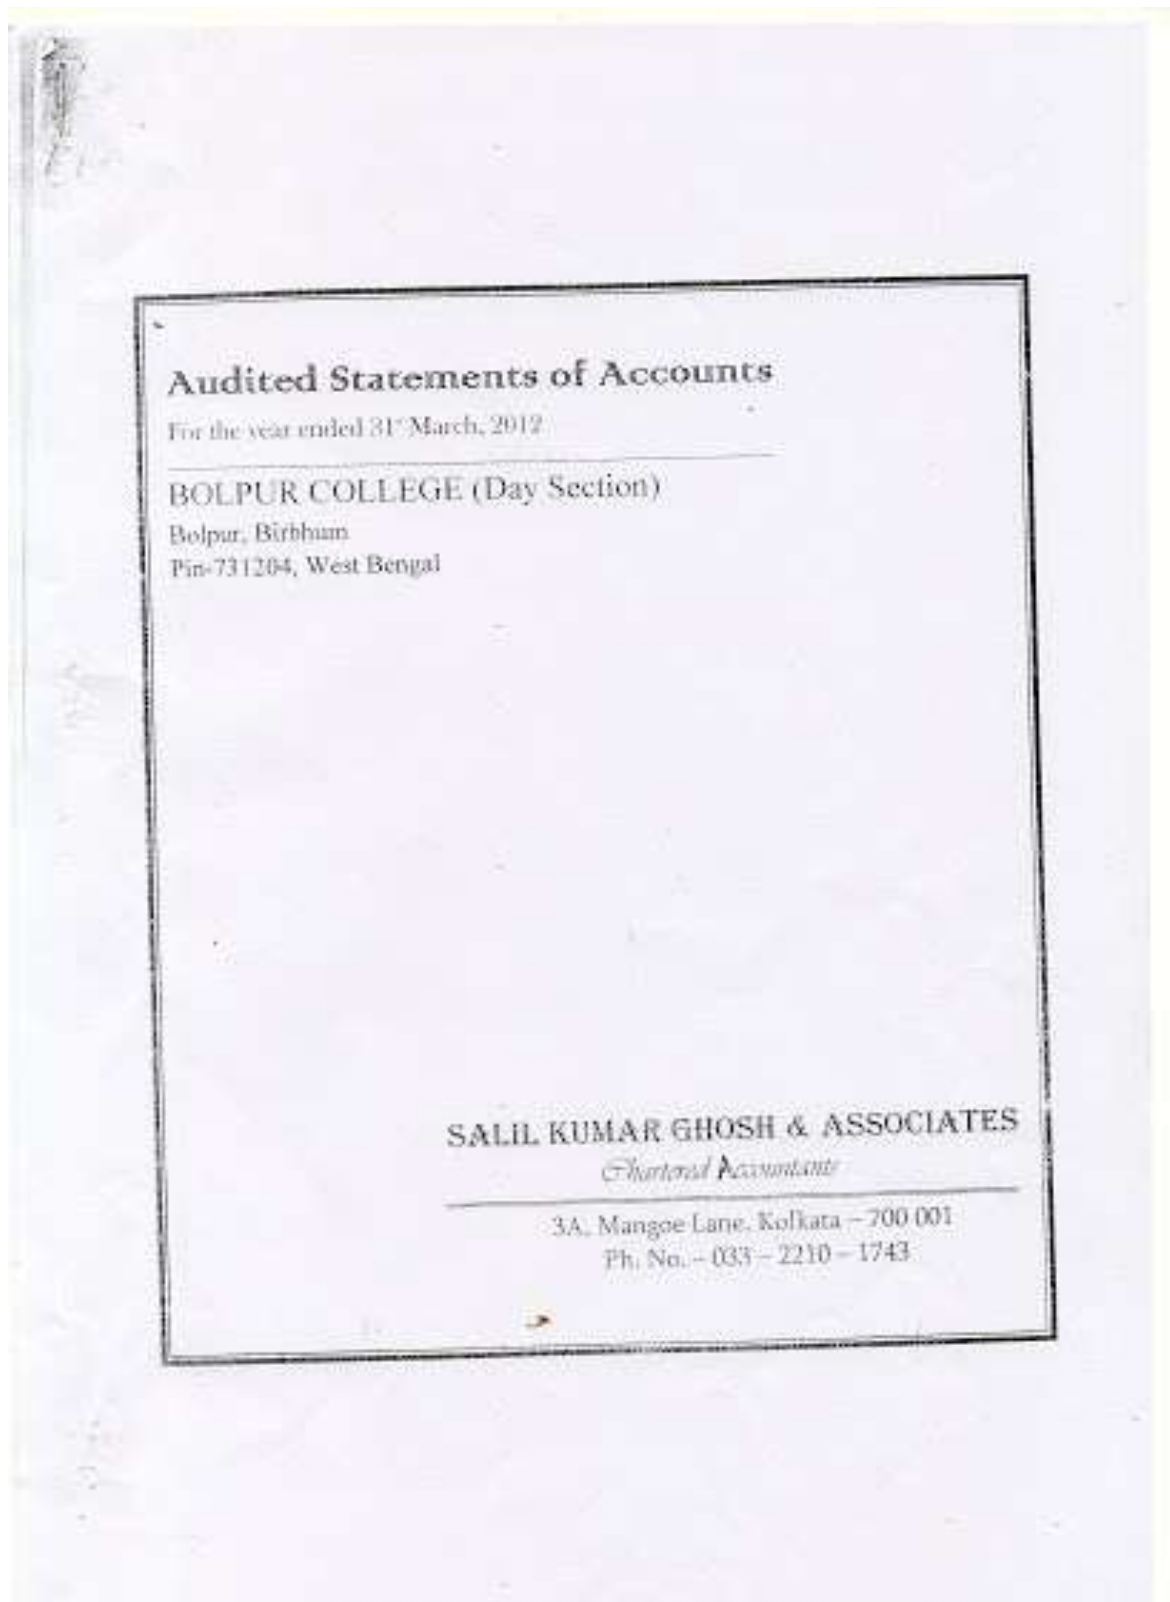 Audited Statements of Accounts
For the year ended 31st March, 2012
BOLPUR COLLEGE (Day Section)
Bolpur, Birbhum
Pin-731204, West Bengal
SALIL KUMAR GHOSH & ASSOCIATES
Chartered Accountants
3A, Mangoe Lane, Kolkata – 700 001
Ph. No. – 033 – 2210 – 1743